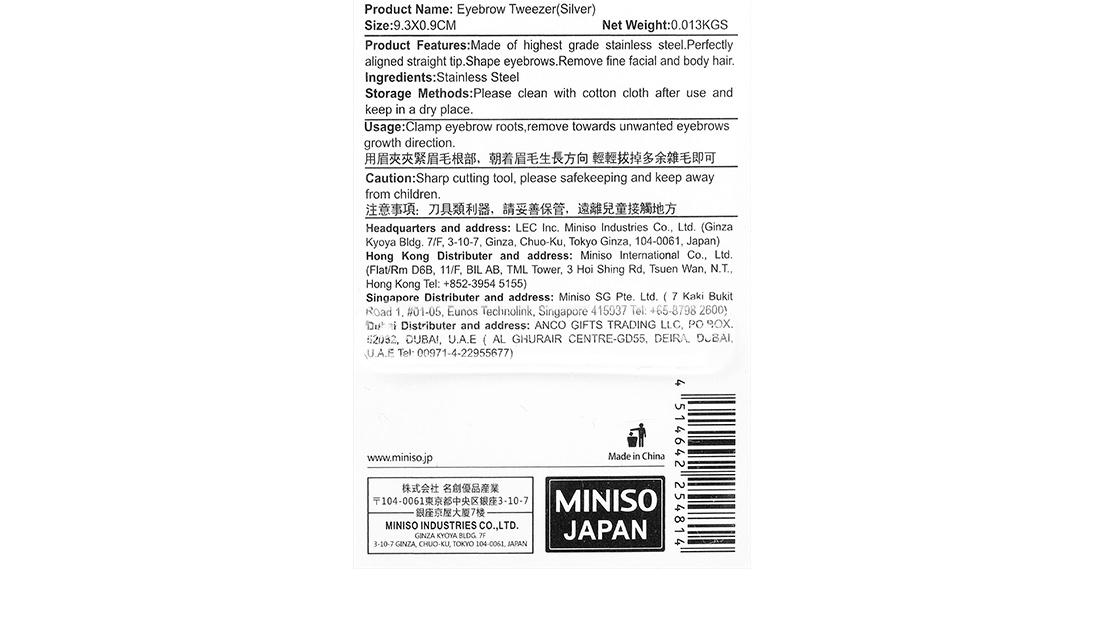 Product Name: Eyebrow Tweezer(Silver)
Size:9.3X0.9CM Net Weight:0.013KGS
Product Features:Made of highest grade stainless steel.Perfectly
aligned straight tip.Shape eyebrows.Remove fine facial and body hair.
Ingredients:Stainless Steel
Storage Methods:Please clean with cotton cloth after use and
keep in a dry place.
Usage:Clamp eyebrow roots,remove towards unwanted eyebrows
growth direction.
用眉夾夾緊眉毛根部，朝着眉毛生長方向 輕輕拔掉多余雜毛即可
Caution:Sharp cutting tool, please safekeeping and keep away
from children.
注意事項：刀具類利器，請妥善保管，遠離兒童接觸地方
Headquarters and address: LEC Inc. Miniso Industries Co., Ltd. (Ginza
Kyoya Bldg. 7/F, 3-10-7, Ginza, Chuo-Ku, Tokyo Ginza, 104-0061, Japan)
Hong Kong Distributer and address: Miniso International Co., Ltd.
(Flat/Rm D6B, 11/F, BIL AB, TML Tower, 3 Hoi Shing Rd, Tsuen Wan, N.T.,
Hong Kong Tel: +852-3954 5155)
Singapore Distributer and address: Miniso SG Pte. Ltd. ( 7 Kaki Bukit
Road 1, #01-05, Eunos Technolink, Singapore 415937 Tel: +65-8798 2600)
Dubai Distributer and address: ANCO GIFTS TRADING LLC, PO BOX.
62032, DUBAI, U.A.E ( AL GHURAIR CENTRE-GD55, DEIRA, DUBAI,
U.A.E Tel: 00971-4-22955677)
www.miniso.jp
Made in China
株式会社 名創優品産業
〒104-0061東京都中央区銀座3-10-7
銀座京屋大厦7楼
MINISO INDUSTRIES CO.,LTD.
GINZA KYOYA BLDG. 7F
3-10-7 GINZA, CHUO-KU, TOKYO 104-0061, JAPAN
MINISO
JAPAN
4 514642 254814